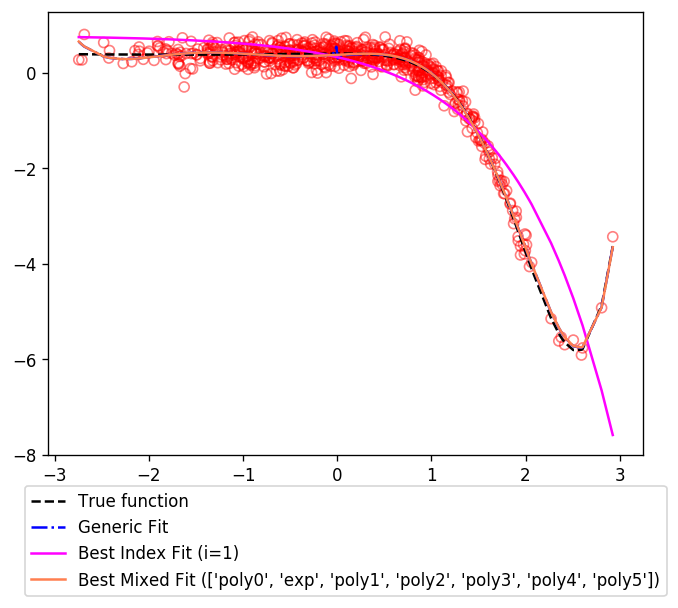 0
−2
−4
−6
−8
−3 −2 −1 0 1 2 3
True function
Generic Fit
Best Index Fit (i=1)
Best Mixed Fit (['poly0', 'exp', 'poly1', 'poly2', 'poly3', 'poly4', 'poly5'])